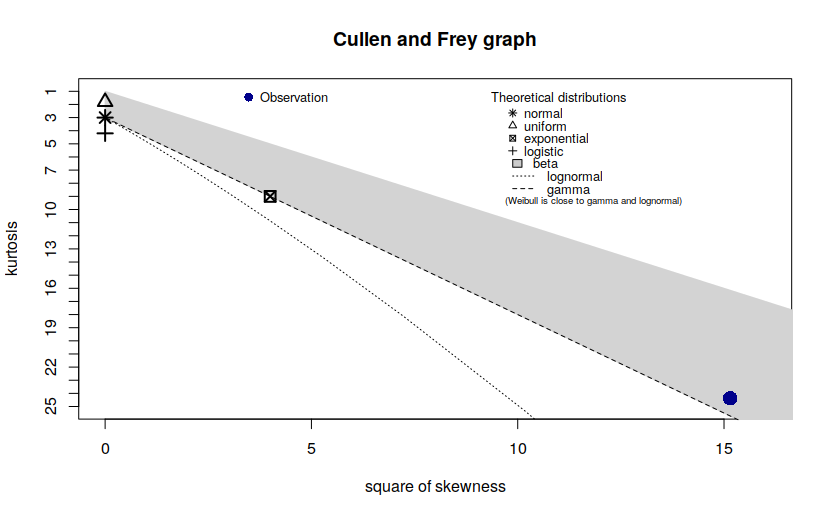 Cullen and Frey graph
Observation
Theoretical distributions
normal
uniform
exponential
logistic
beta
lognormal
gamma
(Weibull is close to gamma and lognormal)
kurtosis
1
3
5
7
10
13
16
19
22
25
0 5 10 15
square of skewness